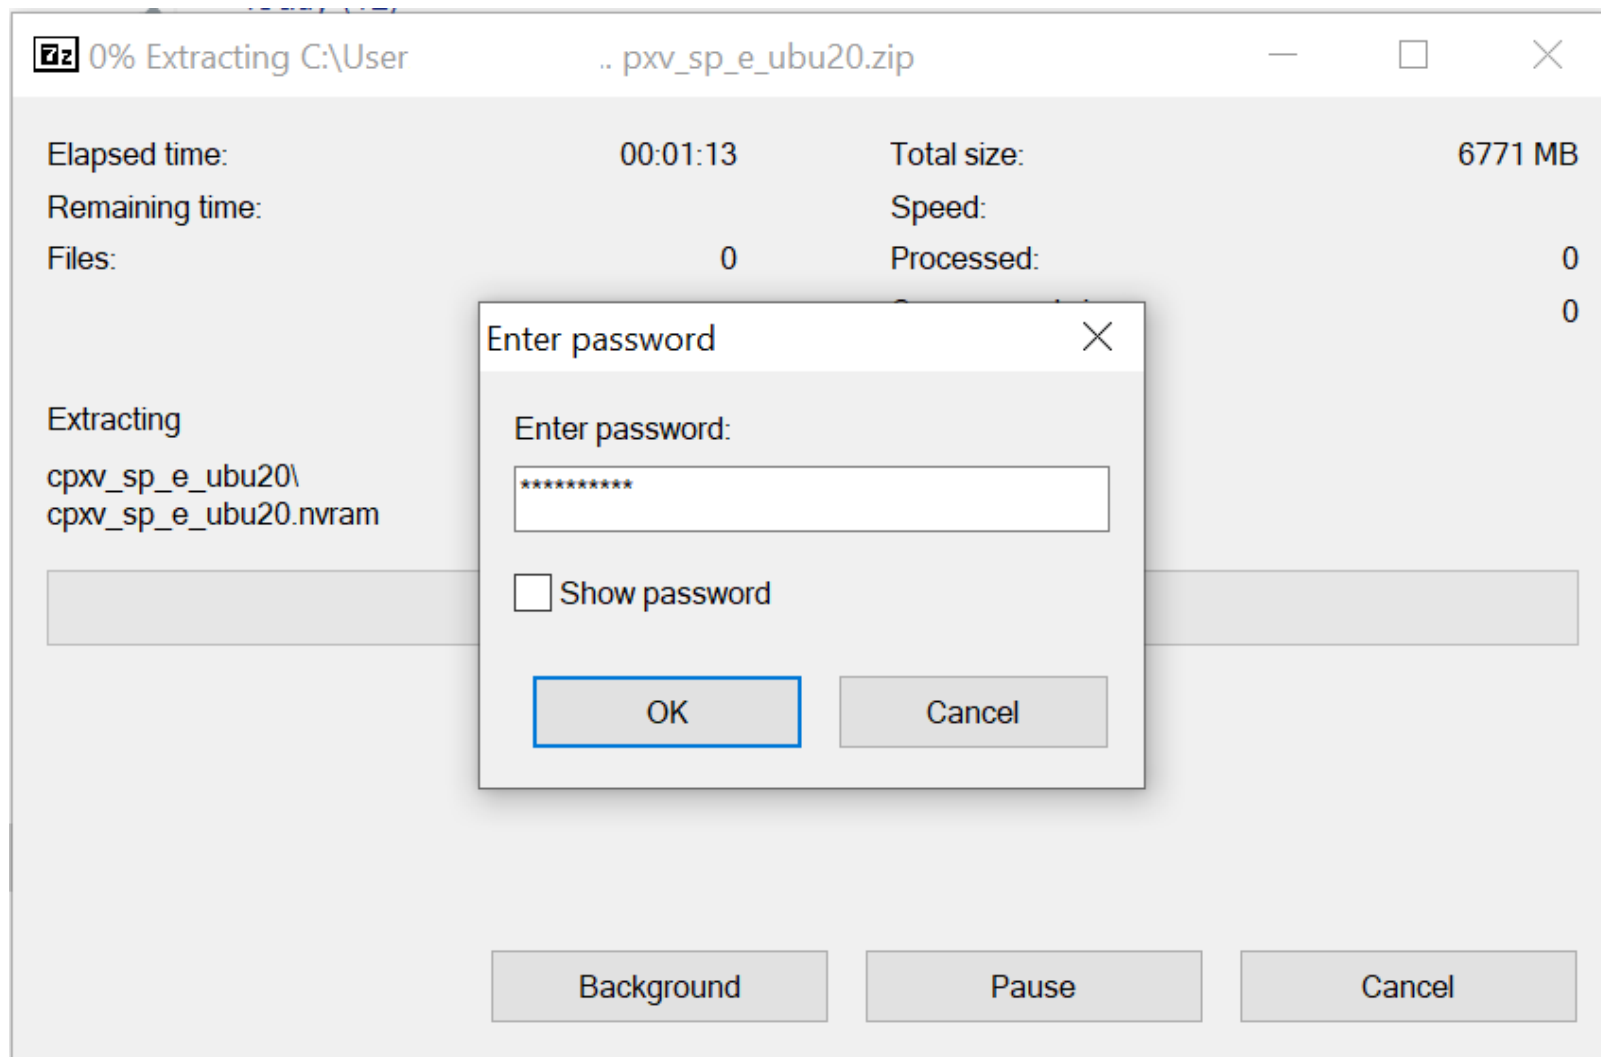 7z 0% Extracting C:\User .. pxv_sp_e_ubu20.zip
Elapsed time: 00:01:13 Total size: 6771 MB
Remaining time: Speed:
Files: 0 Processed: 0
0
Enter password
Extracting
Enter password:
cpxv_sp_e_ubu20\
**********
cpxv_sp_e_ubu20.nvram
Show password
OK Cancel
Background Pause Cancel